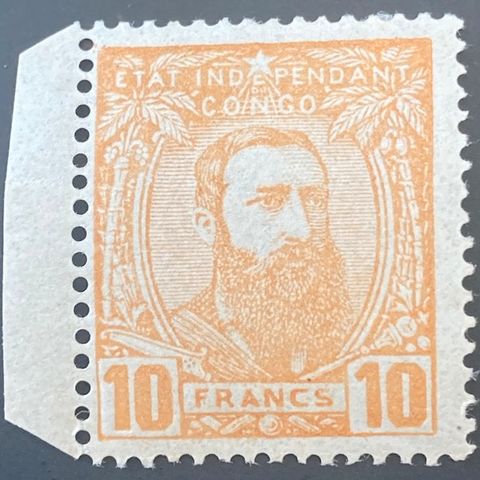 ETAT INDEPENDANT
DU
CONGO
10 FRANCS 10